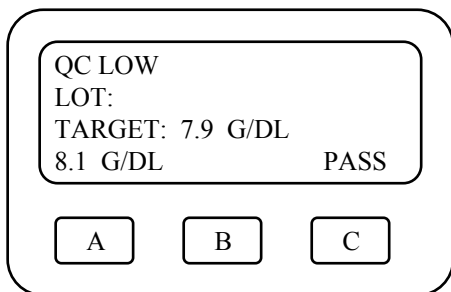 QC LOW
LOT:
TARGET: 7.9 G/DL
8.1 G/DL PASS
A B C